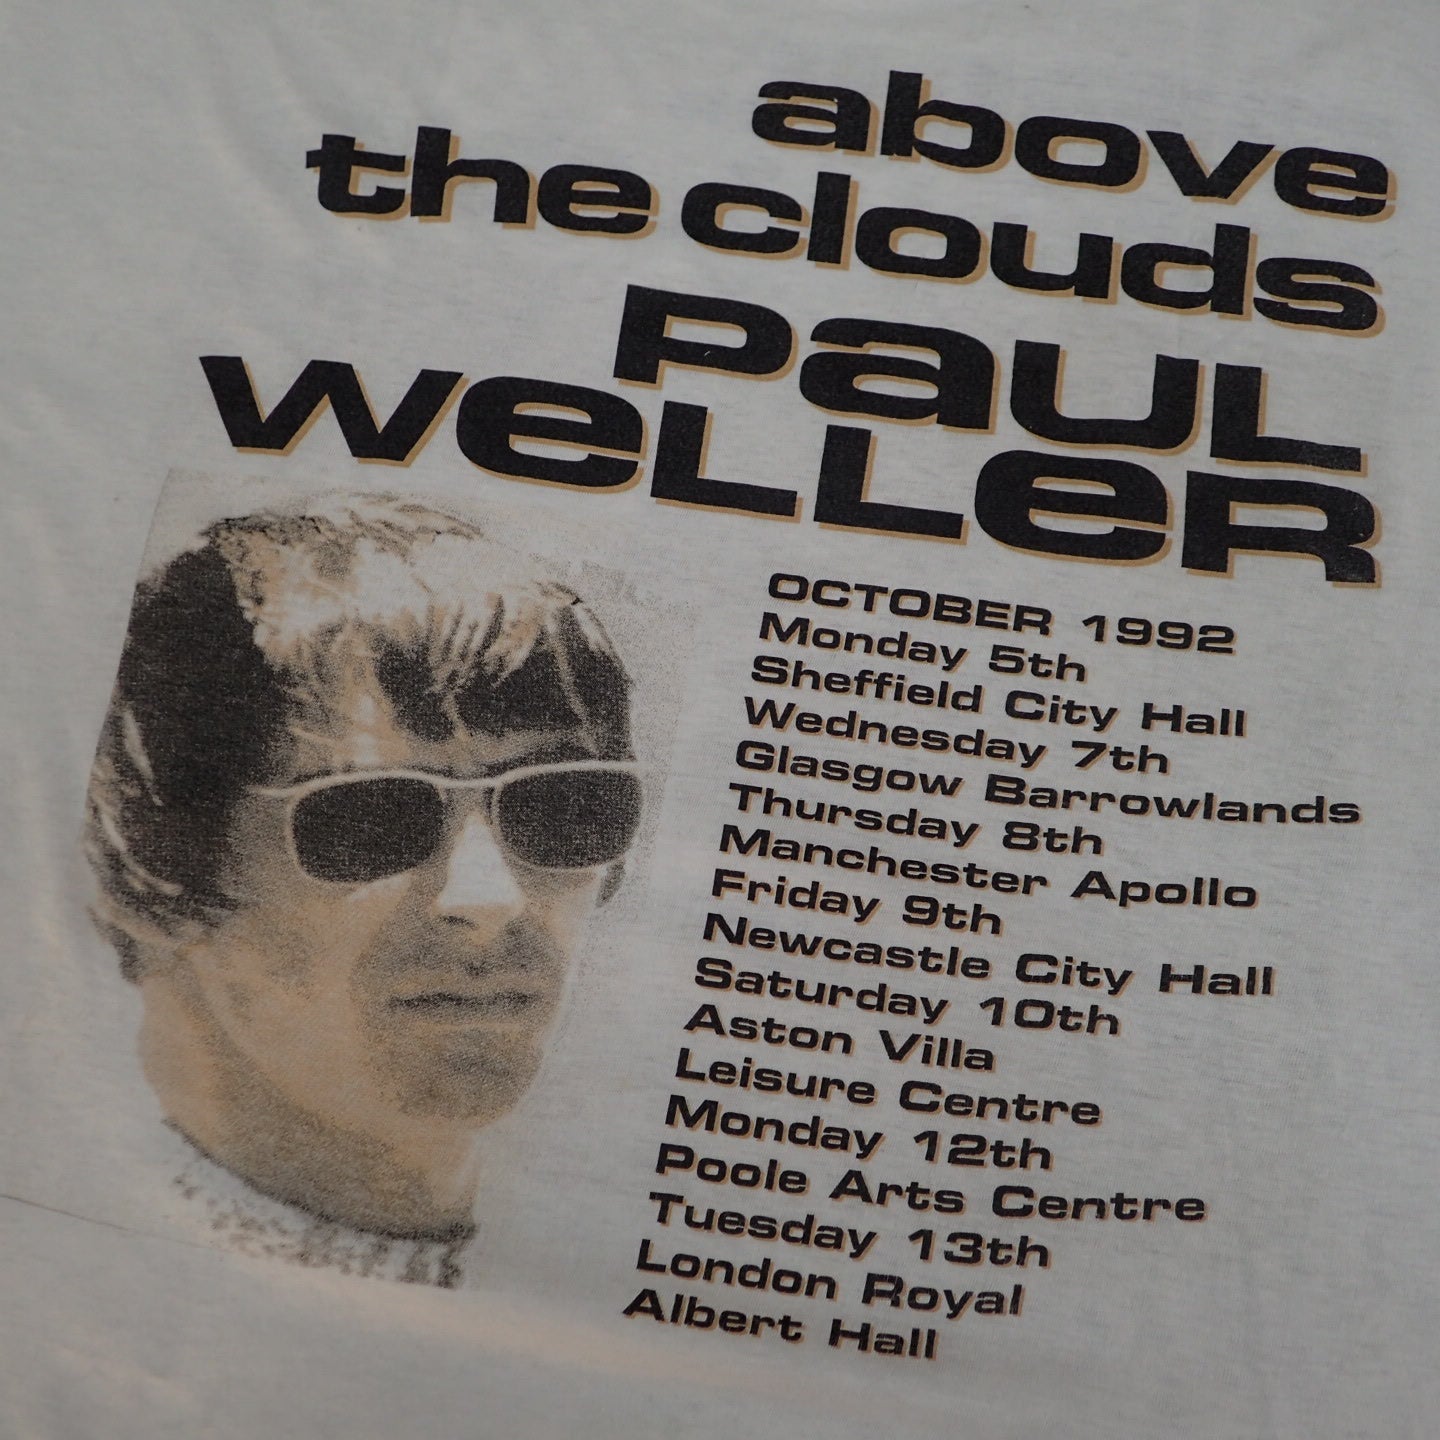 above
the clouds
PAUL
WELLER
OCTOBER 1992
Monday 5th
Sheffield City Hall
Wednesday 7th
Glasgow Barrowlands
Thursday 8th
Manchester Apollo
Friday 9th
Newcastle City Hall
Saturday 10th
Aston Villa
Leisure Centre
Monday 12th
Poole Arts Centre
Tuesday 13th
London Royal
Albert Hall